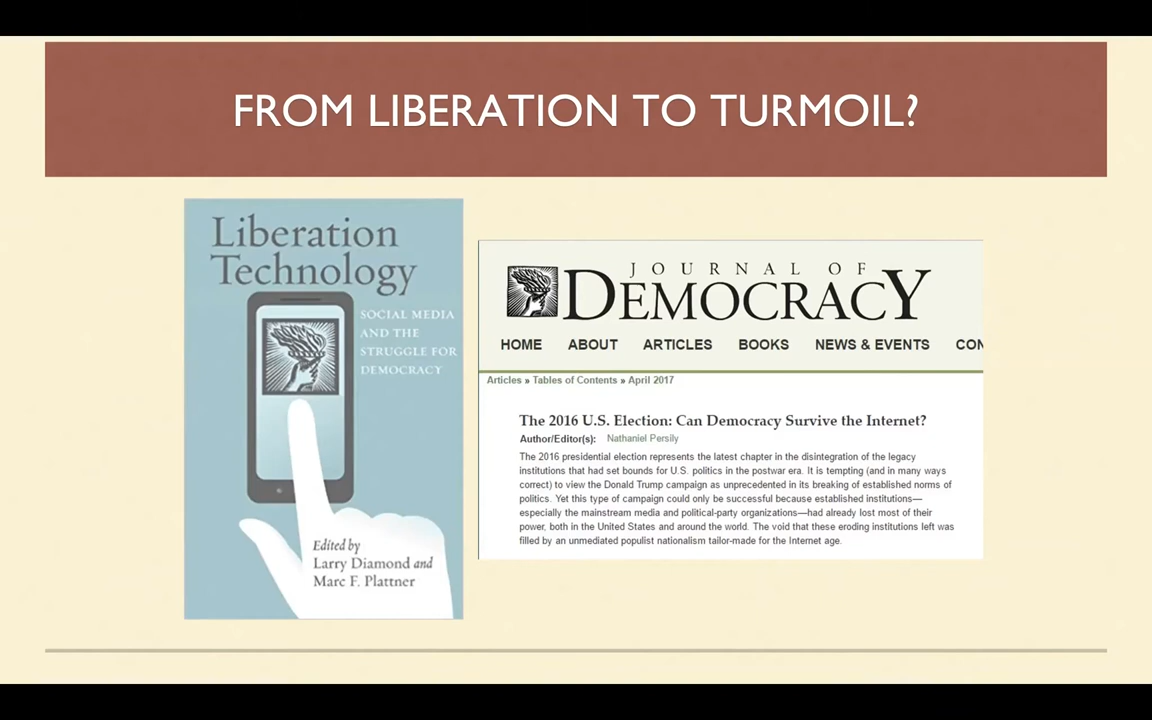 FROM LIBERATION TO TURMOIL?
Liberation
Technology
SOCIAL MEDIA
AND THE
STRUGGLE FOR
DEMOCRACY
Edited by
Larry Diamond and
Marc F. Plattner
JOURNAL OF
DEMOCRACY
HOME ABOUT ARTICLES BOOKS NEWS & EVENTS CON
Articles » Tables of Contents » April 2017
The 2016 U.S. Election: Can Democracy Survive the Internet?
Author/Editor(s): Nathaniel Persily
The 2016 presidential election represents the latest chapter in the disintegration of the legacy
institutions that had set bounds for U.S. politics in the postwar era. It is tempting (and in many ways
correct) to view the Donald Trump campaign as unprecedented in its breaking of established norms of
politics. Yet this type of campaign could only be successful because established institutions—
especially the mainstream media and political-party organizations—had already lost most of their
power, both in the United States and around the world. The void that these eroding institutions left was
filled by an unmediated populist nationalism tailor-made for the Internet age.